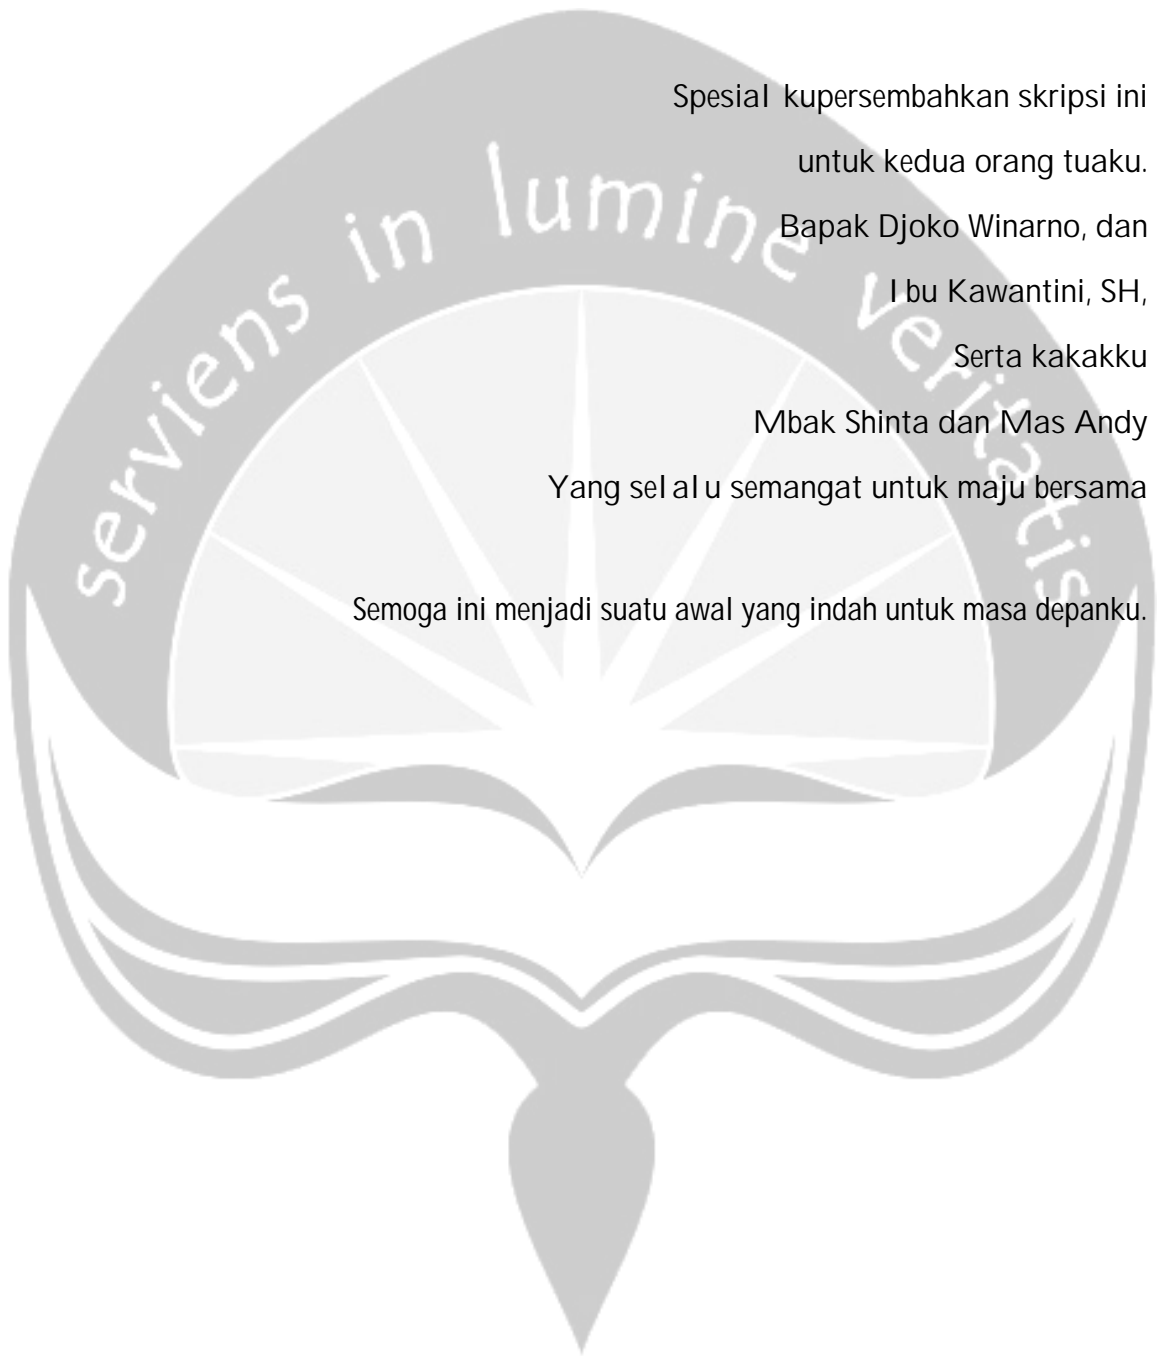 serviens in lumine veritatis
Spesial kupersembahkan skripsi ini
untuk kedua orang tuaku.
Bapak Djoko Winarno, dan
Ibu Kawantini, SH,
Serta kakakku
Mbak Shinta dan Mas Andy
Yang selalu semangat untuk maju bersama
Semoga ini menjadi suatu awal yang indah untuk masa depanku.